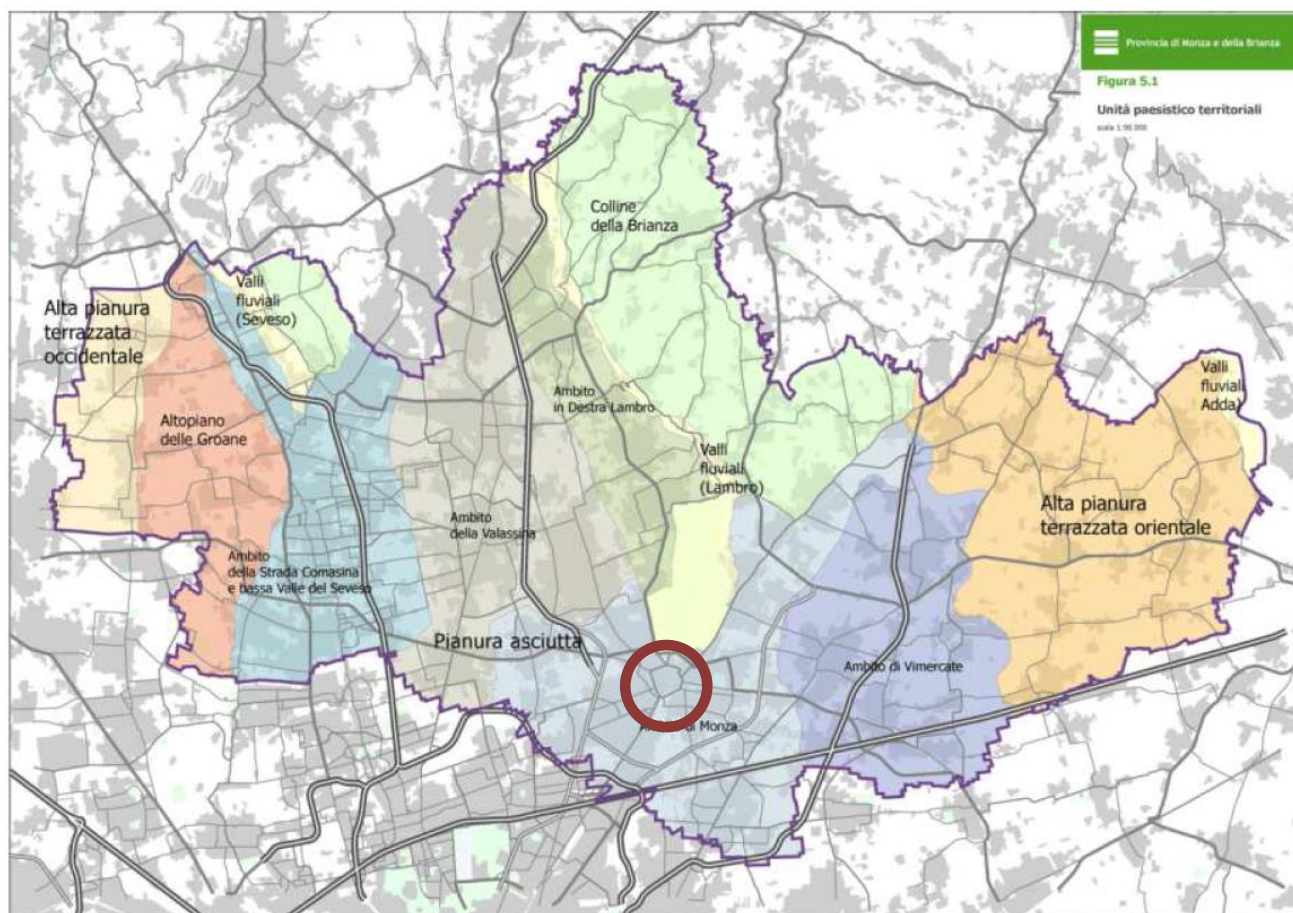 Provincia di Monza e della Brianza
Figura 5.1
Unità paesistico territoriali
Colline
della Brianza
Valli
fluviali
(Seveso)
Alta pianura
terrazzata
occidentale
Valli
fluviali
Adda)
Altopiano
delle Groane
Ambito
in Destra Lambro
Valli
fluviali
(Lambro)
Alta pianura
terrazzata orientale
Ambito
della Valassina
Ambito
della Strada Comasina
e bassa Valle del Seveso
Pianura asciutta
Ambito di Vimercate
di Monza